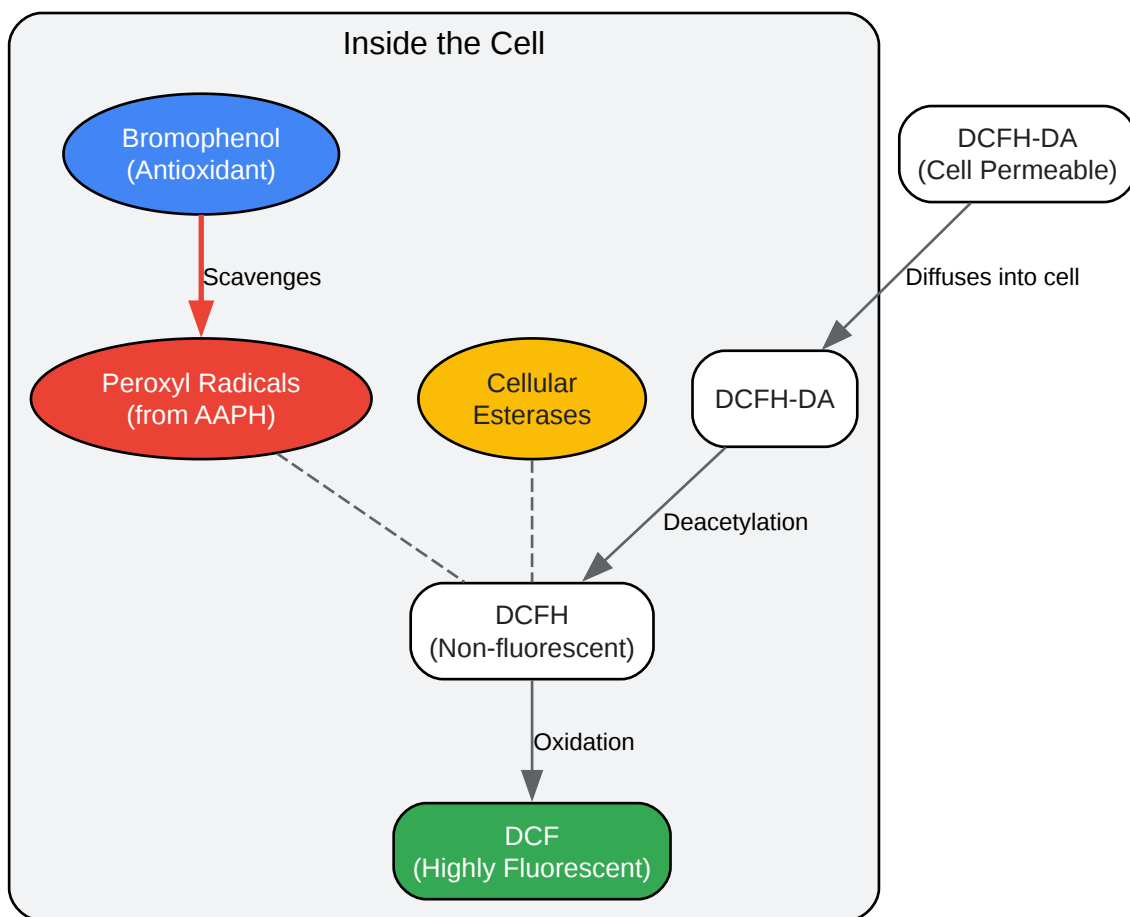 Inside the Cell
Bromophenol
(Antioxidant)
DCFH-DA
(Cell Permeable)
Scavenges
Diffuses into cell
Peroxyl Radicals
(from AAPH)
Cellular
Esterases
DCFH-DA
Deacetylation
DCFH
(Non-fluorescent)
Oxidation
DCF
(Highly Fluorescent)